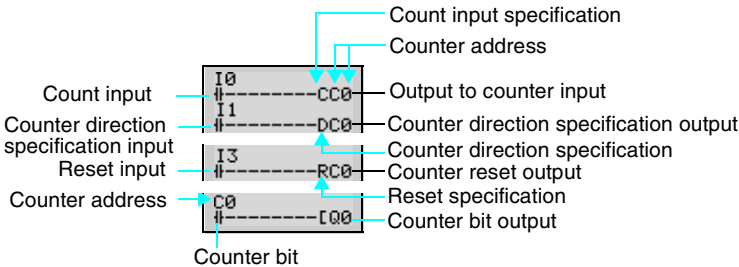 Count input specification
Counter address
I0
Count input
CC0
Output to counter input
I1
Counter direction
specification input
DC0
Counter direction specification output
Counter direction specification
Reset input
I3
RC0
Counter reset output
Reset specification
Counter address
C0
[Q0
Counter bit output
Counter bit